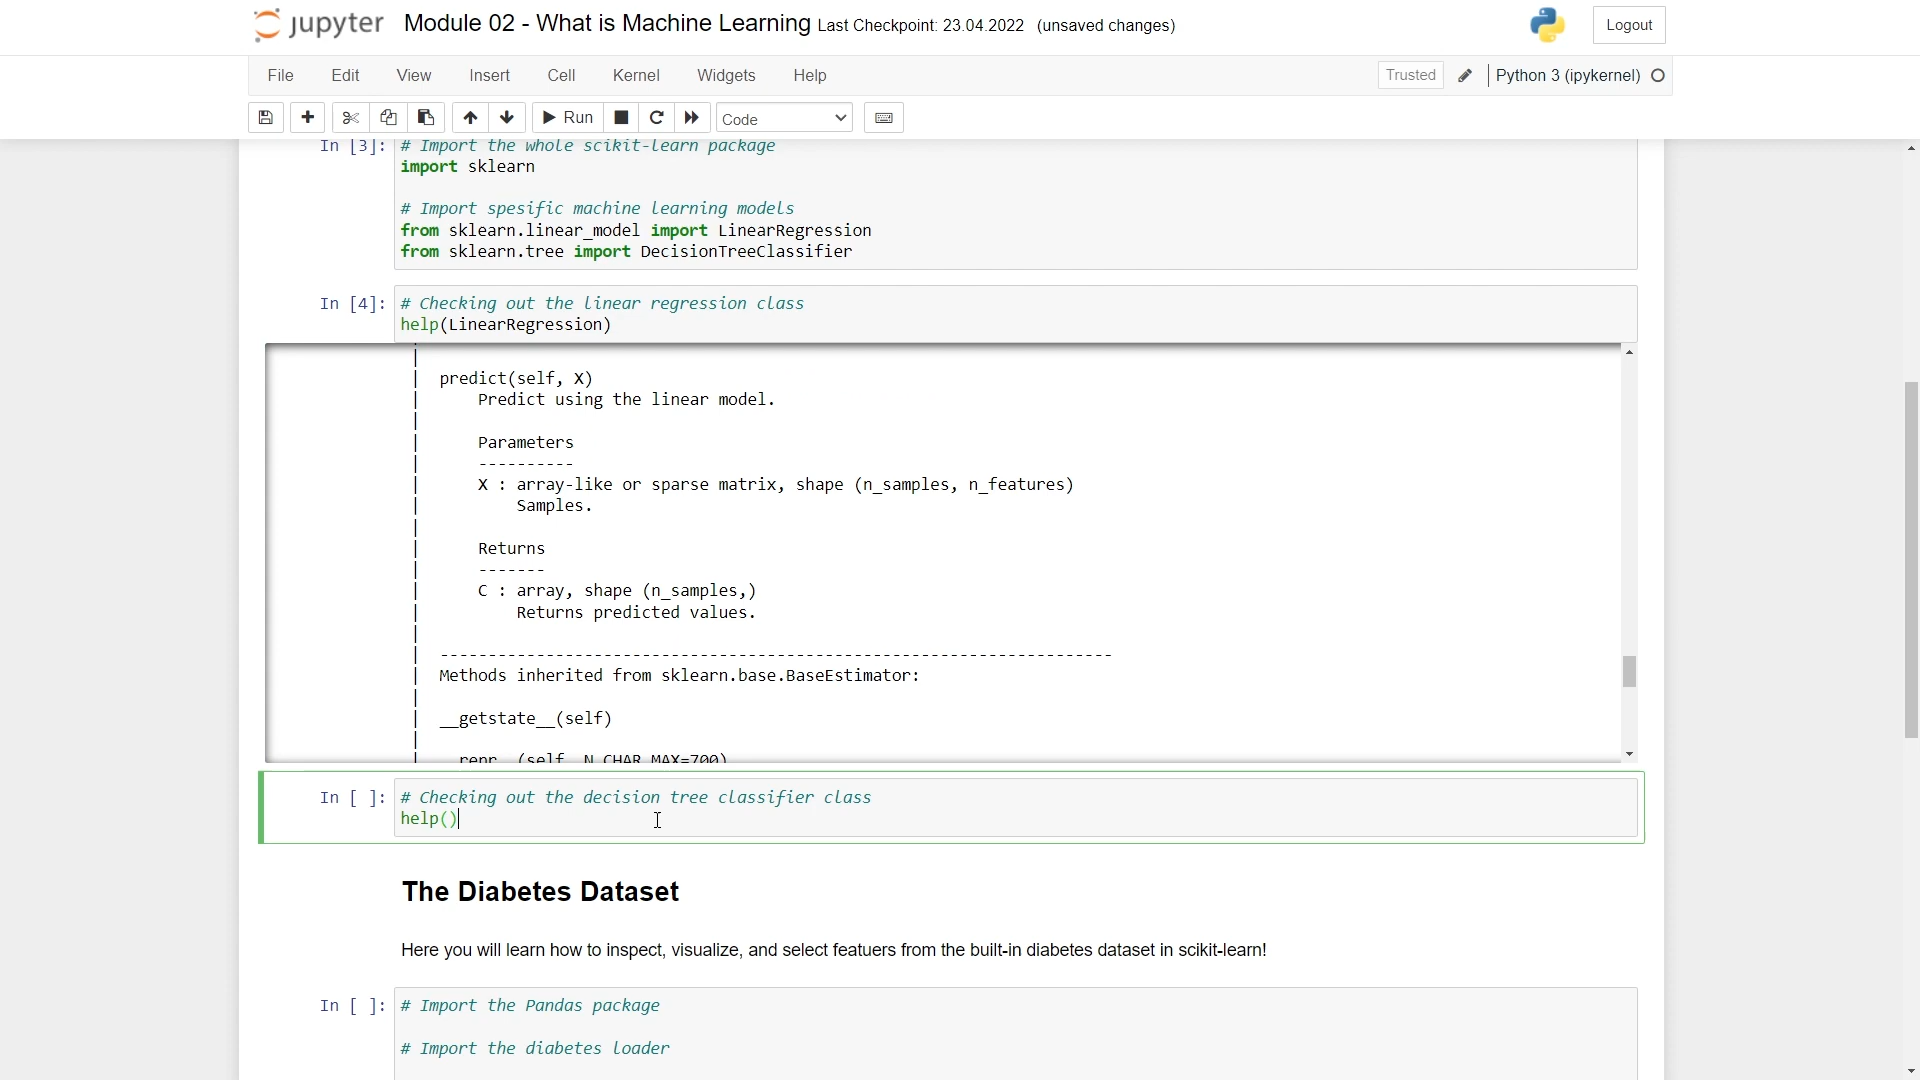 jupyter Module 02 - What is Machine Learning Last Checkpoint: 23.04.2022 (unsaved changes) Logout
File Edit View Insert Cell Kernel Widgets Help Trusted Python 3 (ipykernel)
Run Code
In [3]: # Import the whole scikit-learn package
import sklearn
# Import spesific machine learning models
from sklearn.linear_model import LinearRegression
from sklearn.tree import DecisionTreeClassifier
In [4]: # Checking out the linear regression class
help(LinearRegression)
|
| predict(self, X)
| Predict using the linear model.
|
| Parameters
| ----------
| X : array-like or sparse matrix, shape (n_samples, n_features)
| Samples.
|
| Returns
| -------
| C : array, shape (n_samples,)
| Returns predicted values.
|
| ----------------------------------------------------------------------
| Methods inherited from sklearn.base.BaseEstimator:
|
| __getstate__(self)
|
| __repr__(self, N_CHAR_MAX=700)
In [ ]: # Checking out the decision tree classifier class
help()
The Diabetes Dataset
Here you will learn how to inspect, visualize, and select featuers from the built-in diabetes dataset in scikit-learn!
In [ ]: # Import the Pandas package
# Import the diabetes loader